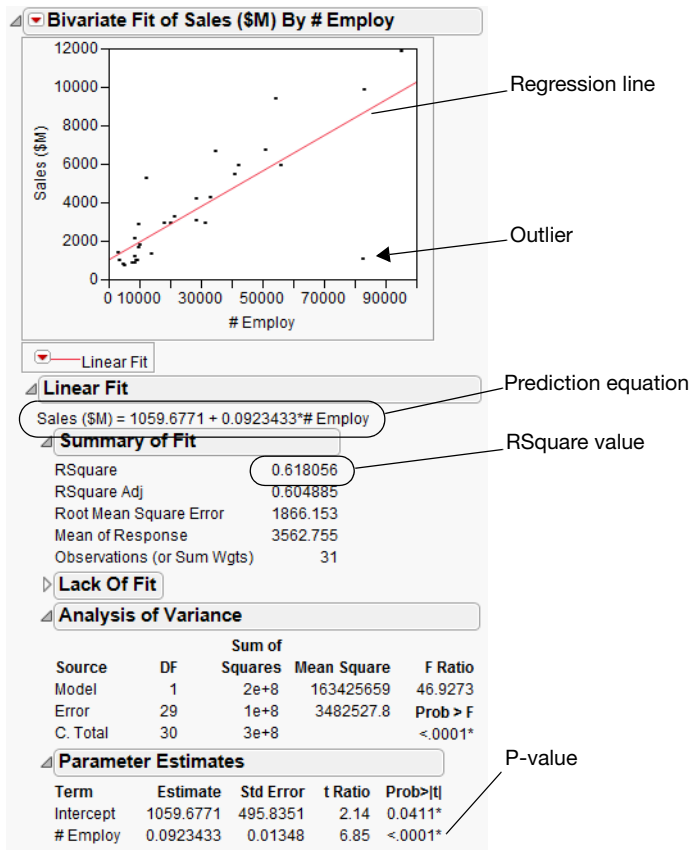 Bivariate Fit of Sales ($M) By # Employ
12000
10000
8000
6000
4000
2000
0
Sales ($M)
0 10000 30000 50000 70000 90000
# Employ
Regression line
Outlier
Linear Fit
Linear Fit
Prediction equation
Sales ($M) = 1059.6771 + 0.0923433*# Employ
Summary of Fit
RSquare value
RSquare 0.618056
RSquare Adj 0.604885
Root Mean Square Error 1866.153
Mean of Response 3562.755
Observations (or Sum Wgts) 31
Lack Of Fit
Analysis of Variance
Sum of
Source DF Squares Mean Square F Ratio
Model 1 2e+8 163425659 46.9273
Error 29 1e+8 3482527.8 Prob > F
C. Total 30 3e+8 <.0001*
Parameter Estimates
P-value
Term Estimate Std Error t Ratio Prob>|t|
Intercept 1059.6771 495.8351 2.14 0.0411*
# Employ 0.0923433 0.01348 6.85 <.0001*